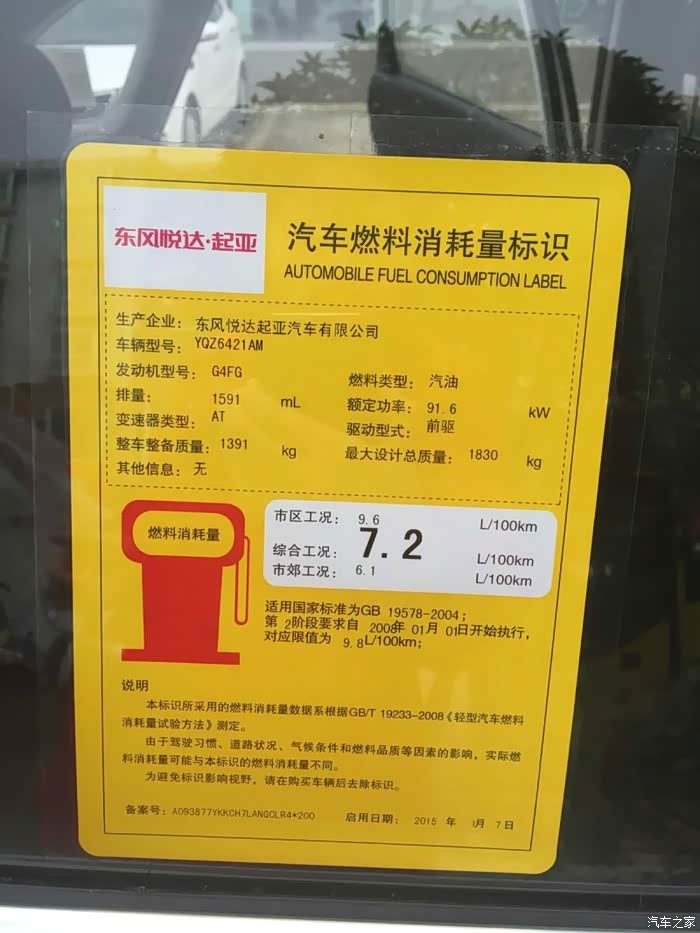 东风悦达·起亚
汽车燃料消耗量标识
AUTOMOBILE FUEL CONSUMPTION LABEL
生产企业: 东风悦达起亚汽车有限公司
车辆型号: YQZ6421AM
发动机型号: G4FG 燃料类型: 汽油
排量: 1591 mL 额定功率: 91.6 kW
变速器类型: AT 驱动型式: 前驱
整车整备质量: 1391 kg 最大设计总质量: 1830 kg
其他信息: 无
燃料消耗量
市区工况: 9.6 L/100km
综合工况: 7.2 L/100km
市郊工况: 6.1 L/100km
适用国家标准为GB 19578-2004;
第 2阶段要求自 2008年 01月 01日开始执行,
对应限值为 9.8L/100km;
说明
本标识所采用的燃料消耗量数据系根据GB/T 19233-2008《轻型汽车燃料
消耗量试验方法》测定。
由于驾驶习惯、道路状况、气候条件和燃料品质等因素的影响,实际燃
料消耗量可能与本标识的燃料消耗量不同。
为避免标识影响视野,请在购买车辆后去除标识。
备案号: A093877YKKCH7LANGCLR4*200 启用日期: 2015 年 1月 7日
汽车之家